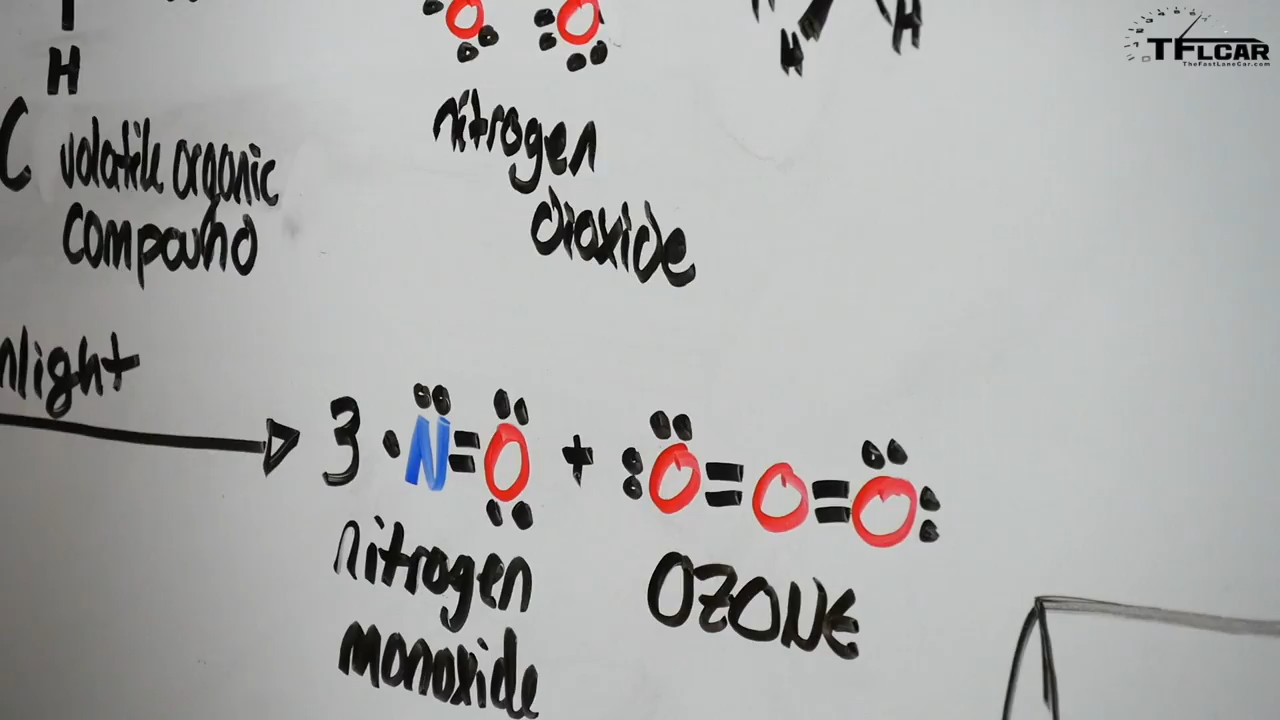 TFLCAR
TheFastLaneCar.com
O O
H H H
nitrogen
dioxide
C volatile organic
compound
nlight
3 N=O + O=O=O
nitrogen
monoxide
OZONE